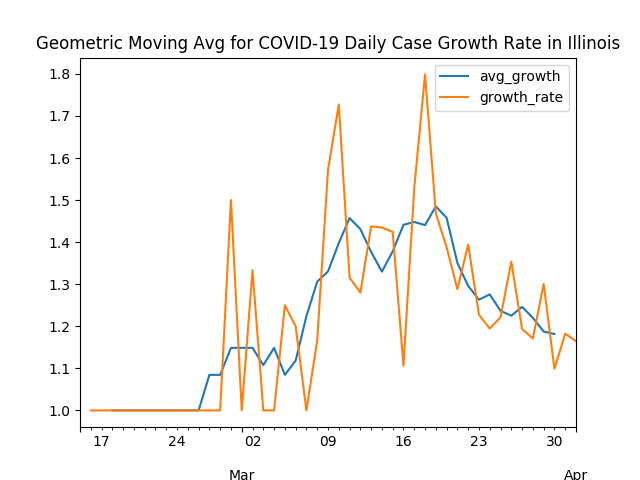 Geometric Moving Avg for COVID-19 Daily Case Growth Rate in Illinois
avg_growth
growth_rate
1.8
1.7
1.6
1.5
1.4
1.3
1.2
1.1
1.0
17 24 02 09 16 23 30
Mar Apr